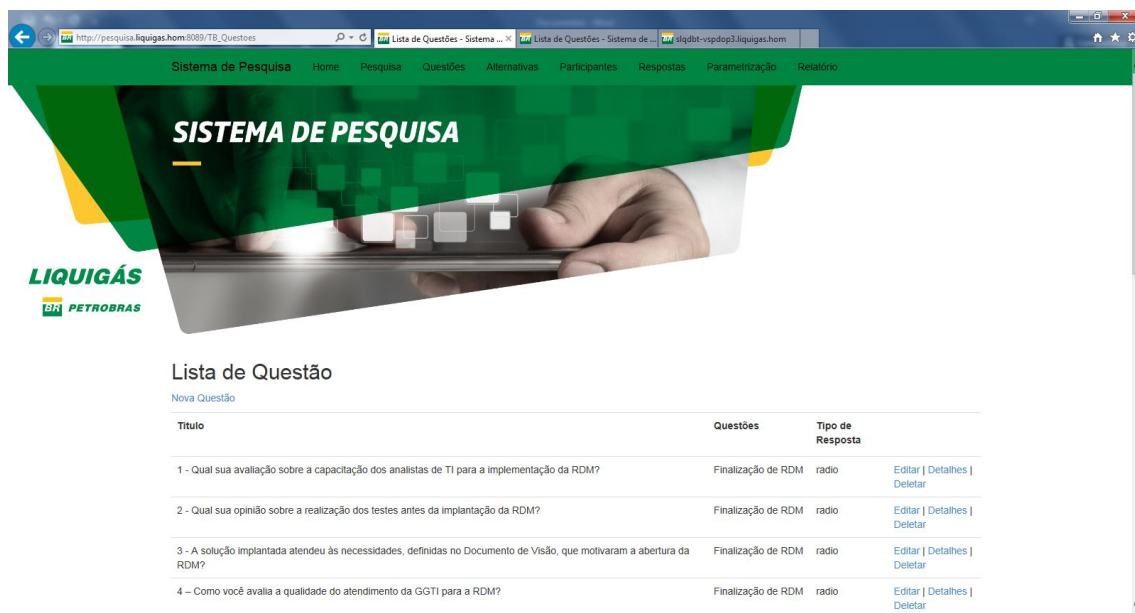 http://pesquisa.liquigas.hom:8089/TB_Questoes
Lista de Questões - Sistema ...
Lista de Questões - Sistema de ...
slqdbt-vspdop3.liquigas.hom
Sistema de Pesquisa Home Pesquisa Questões Alternativas Participantes Respostas Parametrização Relatório
SISTEMA DE PESQUISA
LIQUIGÁS
BR PETROBRAS
Lista de Questão
Nova Questão
Titulo Questões Tipo de
Resposta
1 - Qual sua avaliação sobre a capacitação dos analistas de TI para a implementação da RDM? Finalização de RDM radio Editar | Detalhes |
Deletar
2 - Qual sua opinião sobre a realização dos testes antes da implantação da RDM? Finalização de RDM radio Editar | Detalhes |
Deletar
3 - A solução implantada atendeu às necessidades, definidas no Documento de Visão, que motivaram a abertura da Finalização de RDM radio Editar | Detalhes |
RDM? Deletar
4 – Como você avalia a qualidade do atendimento da GGTI para a RDM? Finalização de RDM radio Editar | Detalhes |
Deletar